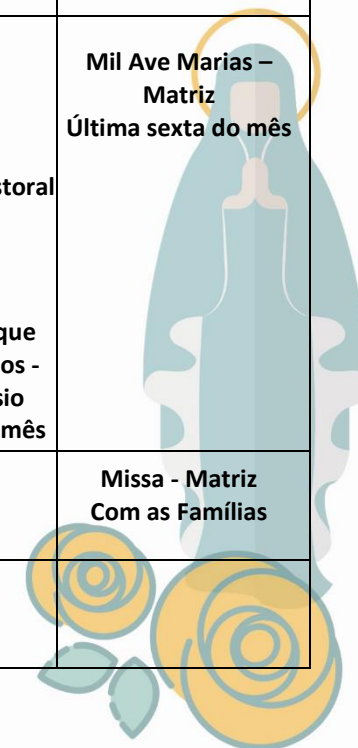 Mil Ave Marias –
Matriz
Última sexta do mês
storal
que
os -
sio
mês
Missa - Matriz
Com as Famílias